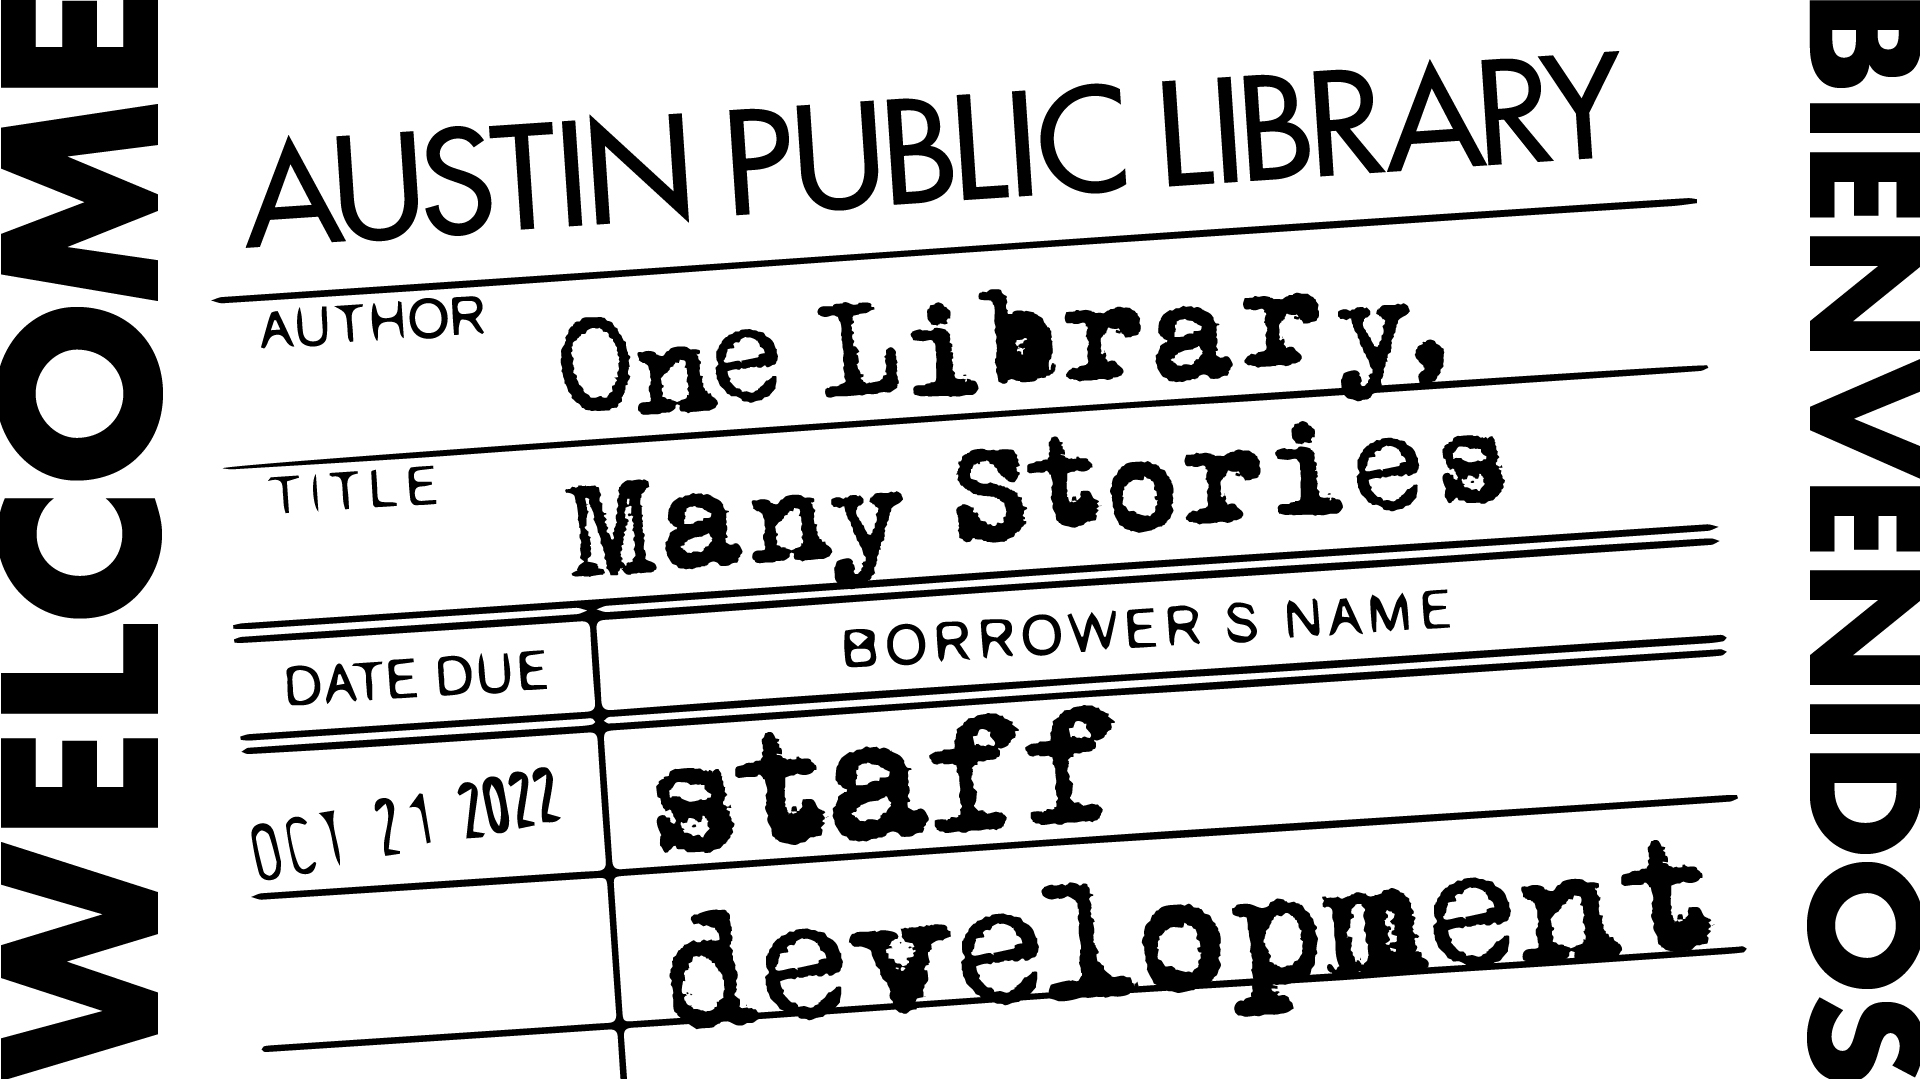 WELCOME
AUSTIN PUBLIC LIBRARY
AUTHOR One Library,
TITLE Many Stories
DATE DUE BORROWER S NAME
OCT 21 2022 staff
development
BIENVENIDOS